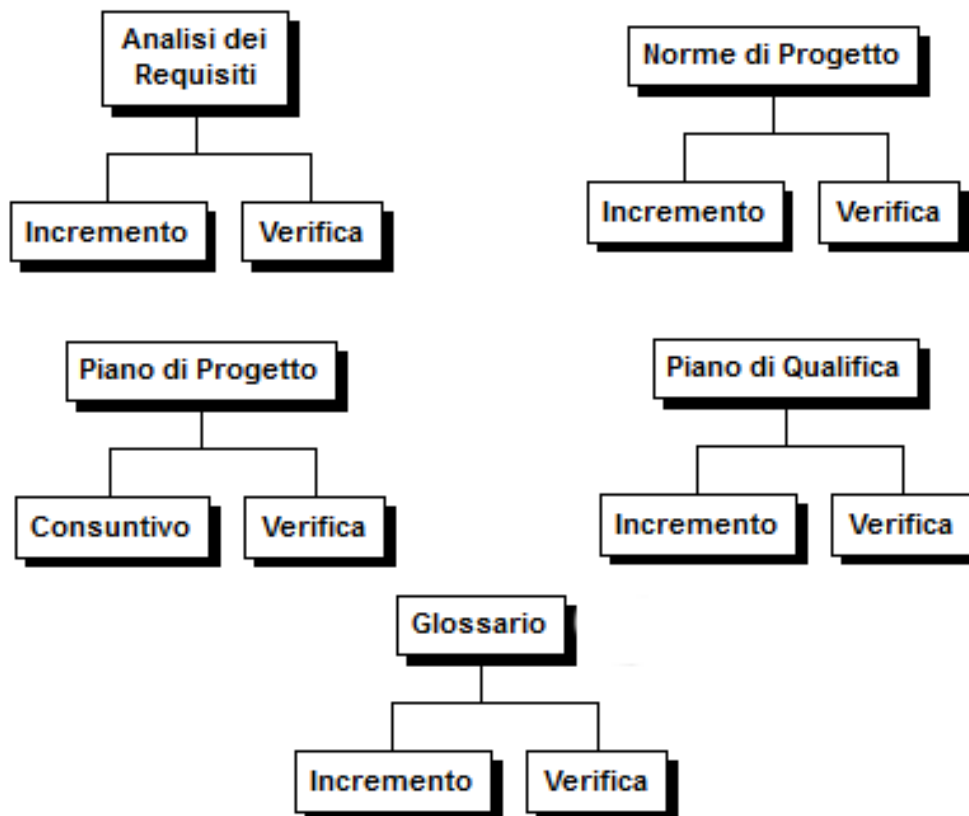 Analisi dei
Requisiti
Incremento
Verifica
Norme di Progetto
Incremento
Verifica
Piano di Progetto
Consuntivo
Verifica
Piano di Qualifica
Incremento
Verifica
Glossario
Incremento
Verifica